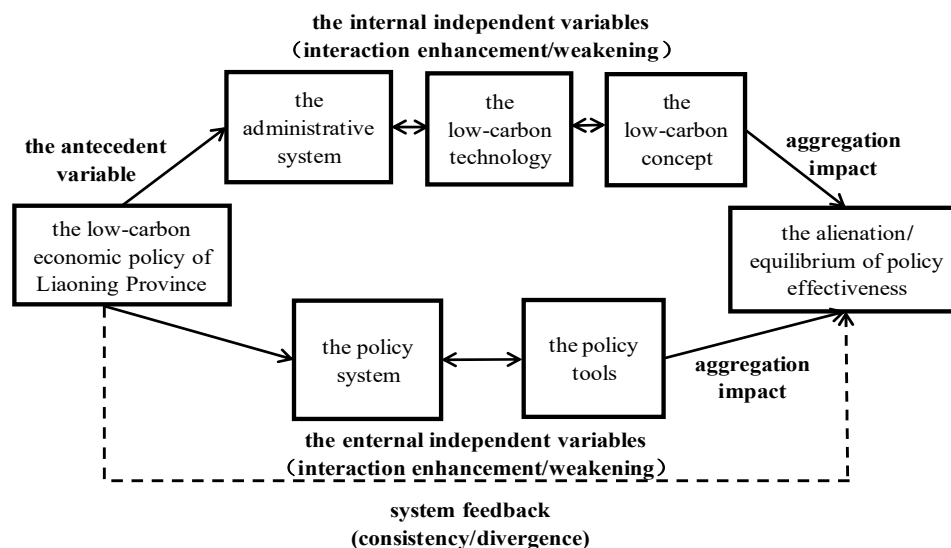 the internal independent variables
（interaction enhancement/weakening）
the
administrative
system
the
low-carbon
technology
the
low-carbon
concept
the antecedent
variable
aggregation
impact
the low-carbon
economic policy of
Liaoning Province
the alienation/
equilibrium of policy
effectiveness
the policy
system
the policy
tools
aggregation
impact
the enternal independent variables
（interaction enhancement/weakening）
system feedback
(consistency/divergence)